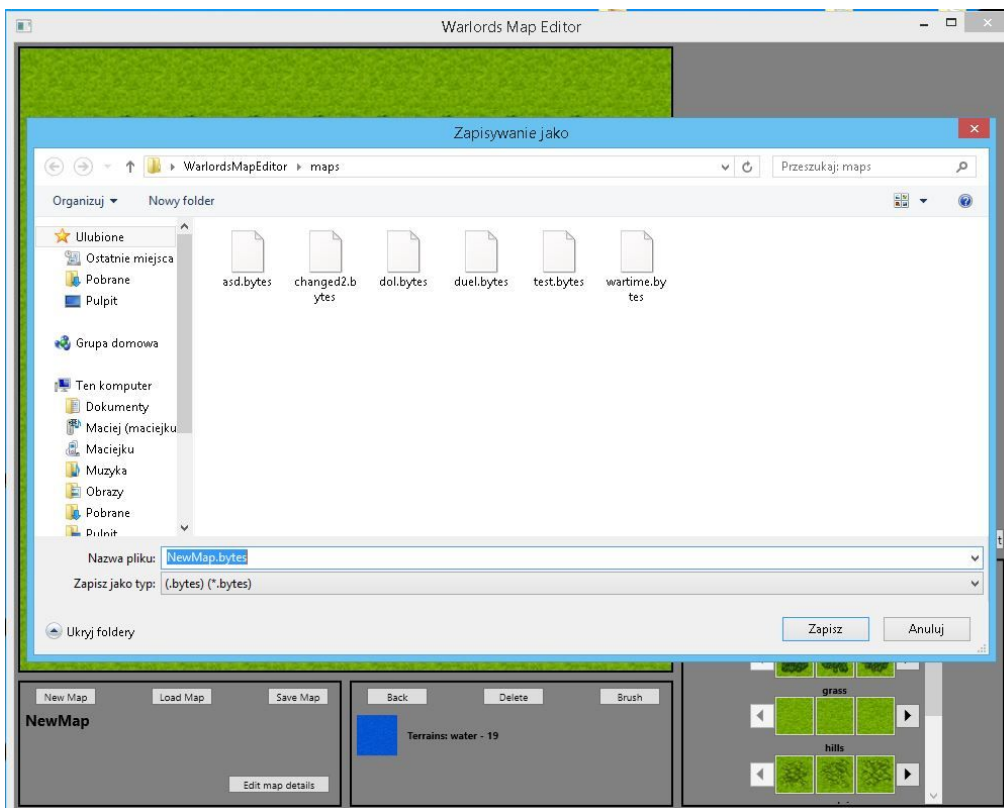 Warlords Map Editor
Zapisywanie jako
WarlordsMapEditor maps
Przeszukaj: maps
Organizuj
Nowy folder
Ulubione
Ostatnie miejsca
Pobrane
Pulpit
Grupa domowa
Ten komputer
Dokumenty
Maciej (maciejku
Maciejku
Muzyka
Obrazy
Pobrane
Pulpit
asd.bytes
changed2.b
ytes
dol.bytes
duel.bytes
test.bytes
wartime.by
tes
Nazwa pliku: NewMap.bytes
Zapisz jako typ: (.bytes) (*.bytes)
Ukryj foldery
Zapisz
Anuluj
t
New Map
Load Map
Save Map
NewMap
Edit map details
Back
Delete
Brush
Terrains: water - 19
grass
hills